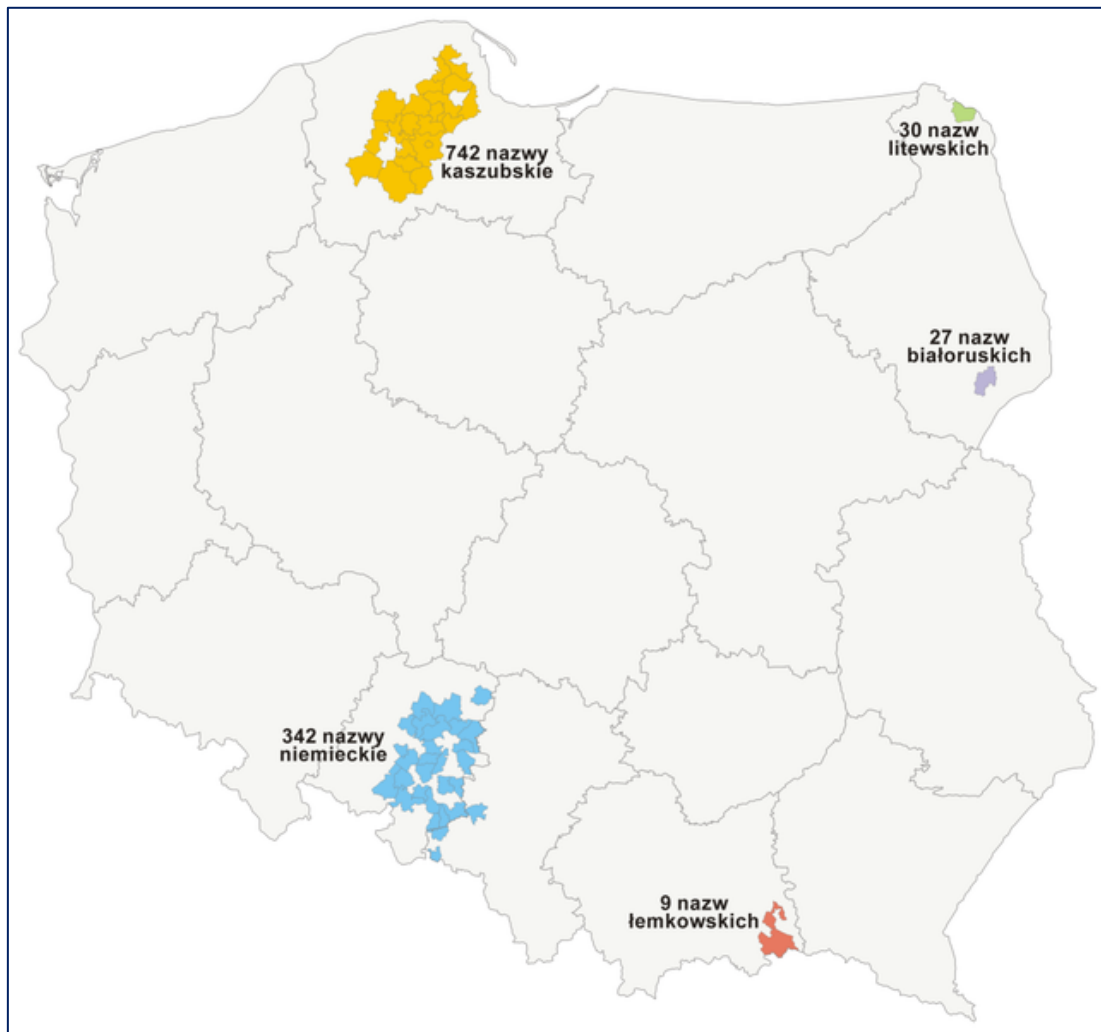 742 nazwy
kaszubskie
30 nazw
litewskich
27 nazw
białoruskich
342 nazwy
niemieckie
9 nazw
łemkowskich